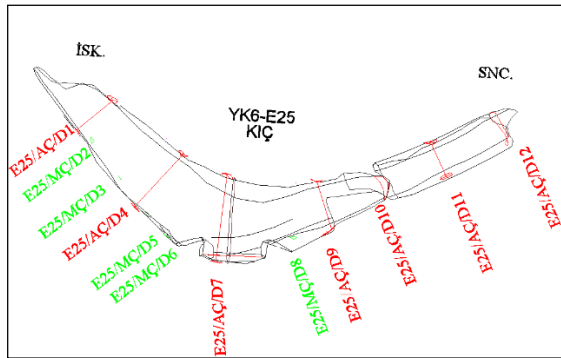 İSK.
SNC.
YK6-E25
KIÇ
E25/AÇ/D1
E25/MÇ/D2
E25/MÇ/D3
E25/AÇ/D4
E25/MÇ/D5
E25/MÇ/D6
E25/AÇ/D7
E25/MÇ/D8
E25/AÇ/D9
E25/AÇ/D10
E25/AÇ/D11
E25/AÇ/D12